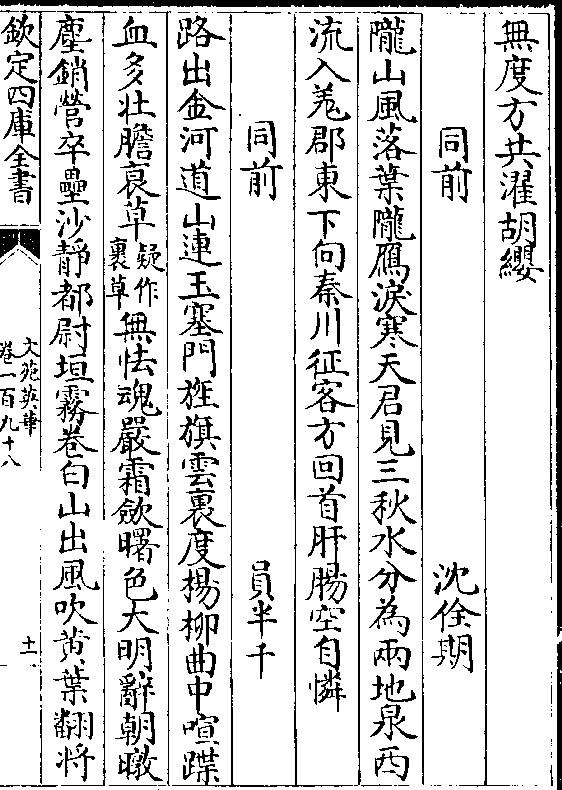 無度方共濯胡纓
同前 沈佺期
隴山風落葉隴鴈淚寒天君見三秋水分為兩地泉西
流入羗郡東下向秦川征客方回首肝腸空自憐
同前 員半千
路出金河道山連玉塞門旌旗雲裏度楊柳曲中喧蹀
血多壯膽裒草疑作裹草無怯魂嚴霜歛曙色大明辭朝暾
塵銷營卒壘沙靜都尉垣霧卷白山出風吹黄葉翻將
欽定四庫全書
文苑英華
卷一百九十八
十一